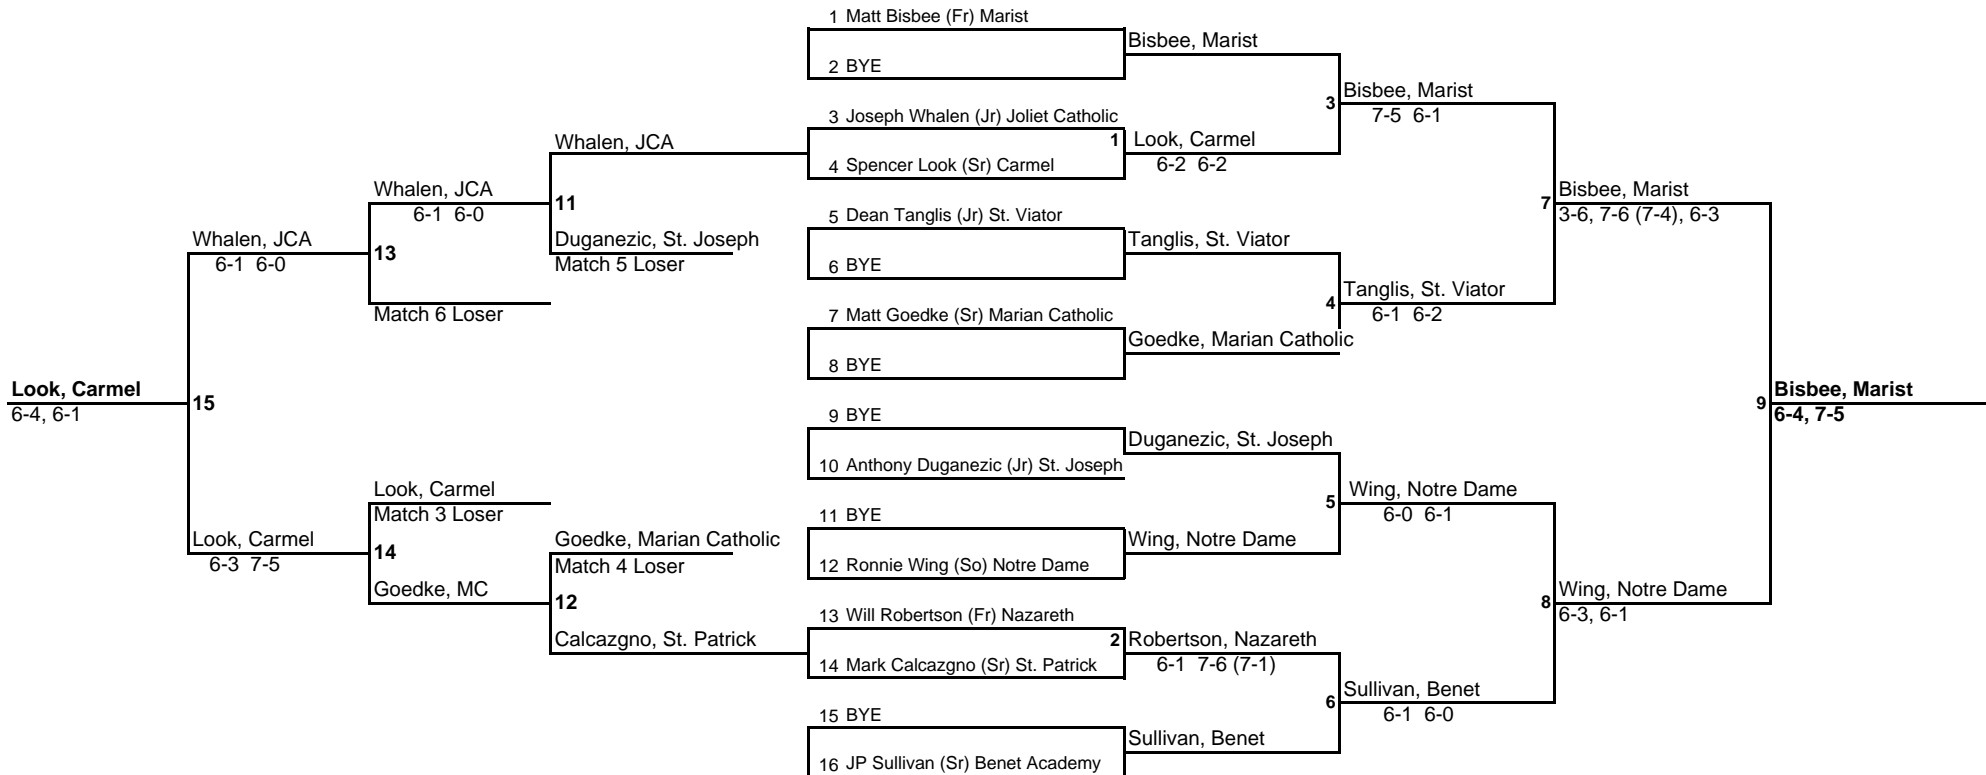 1 Matt Bisbee (Fr) Marist
Bisbee, Marist
2 BYE
Bisbee, Marist
3
7-5 6-1
3 Joseph Whalen (Jr) Joliet Catholic
Whalen, JCA
1 Look, Carmel
4 Spencer Look (Sr) Carmel
6-2 6-2
Whalen, JCA
6-1 6-0
11
Bisbee, Marist
7
3-6, 7-6 (7-4), 6-3
5 Dean Tanglis (Jr) St. Viator
Whalen, JCA
6-1 6-0
13
Duganezic, St. Joseph
Match 5 Loser
Tanglis, St. Viator
6 BYE
Tanglis, St. Viator
4
6-1 6-2
Match 6 Loser
7 Matt Goedke (Sr) Marian Catholic
Goedke, Marian Catholic
8 BYE
Look, Carmel
6-4, 6-1
15
Bisbee, Marist
9
6-4, 7-5
9 BYE
Duganezic, St. Joseph
10 Anthony Duganezic (Jr) St. Joseph
Look, Carmel
Match 3 Loser
5 Wing, Notre Dame
6-0 6-1
11 BYE
Look, Carmel
6-3 7-5
14
Goedke, Marian Catholic
Match 4 Loser
Wing, Notre Dame
12 Ronnie Wing (So) Notre Dame
Goedke, MC
12
Wing, Notre Dame
8
6-3, 6-1
13 Will Robertson (Fr) Nazareth
Calcazgno, St. Patrick
2 Robertson, Nazareth
14 Mark Calcazgno (Sr) St. Patrick
6-1 7-6 (7-1)
Sullivan, Benet
6
6-1 6-0
15 BYE
Sullivan, Benet
16 JP Sullivan (Sr) Benet Academy